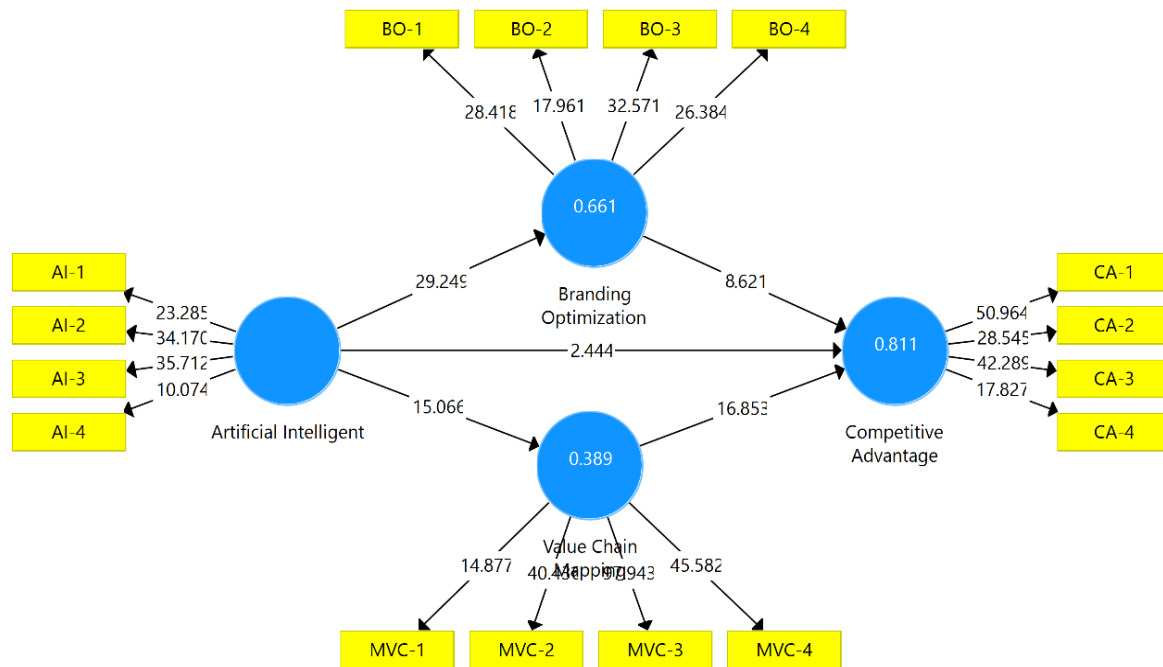 BO-1
BO-2
BO-3
BO-4
28.418
17.961
32.571
26.384
0.661
Branding
Optimization
AI-1
AI-2
AI-3
AI-4
23.285
34.170
35.712
10.074
Artificial Intelligent
29.249
2.444
15.066
8.621
16.853
0.811
Competitive
Advantage
50.964
28.545
42.289
17.827
CA-1
CA-2
CA-3
CA-4
0.389
Value Chain
Mapping
14.877
45.582
MVC-1
MVC-2
MVC-3
MVC-4